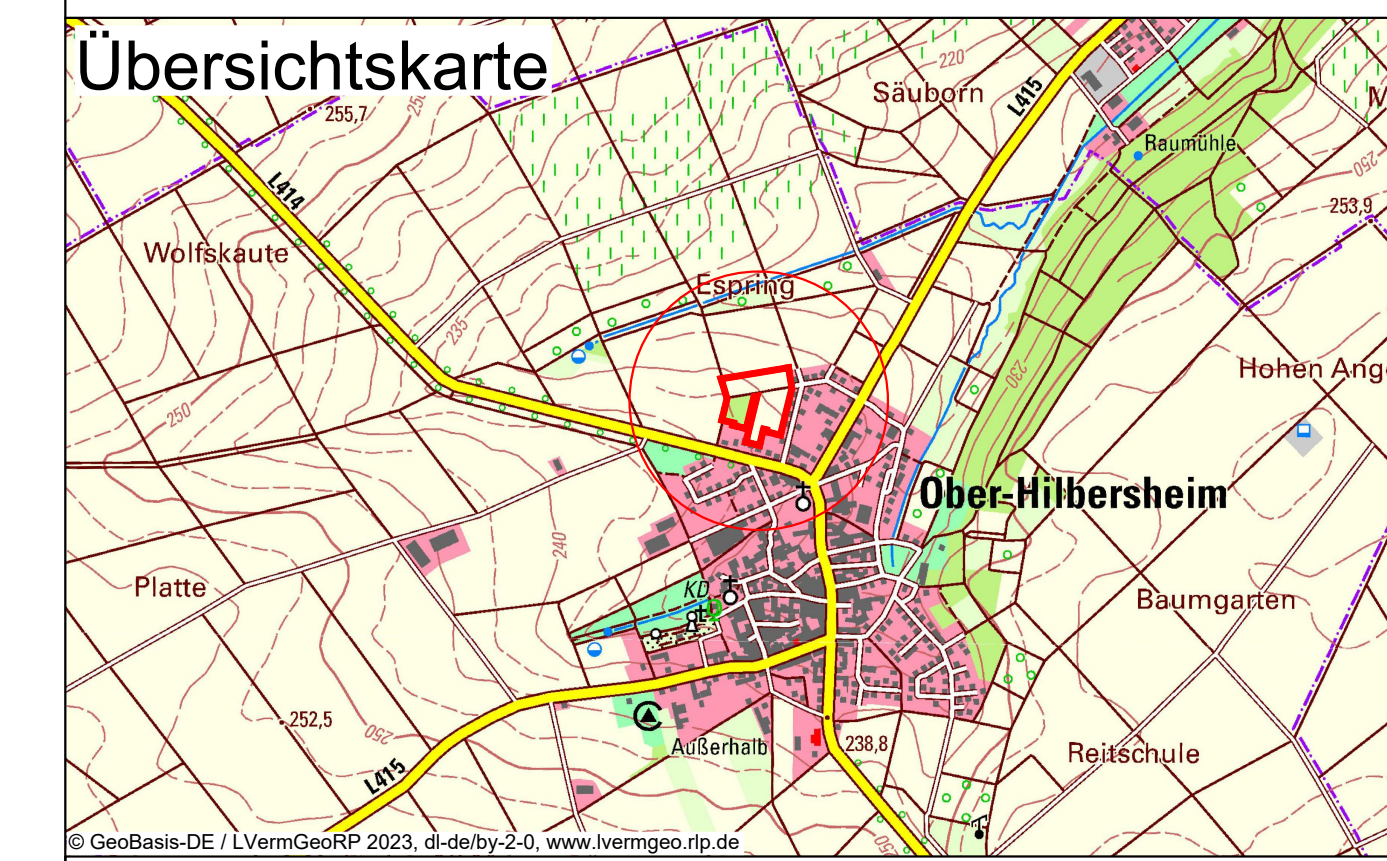 Übersichtskarte
220
Säuborn
L415
255,7
Raumühle
250
L414
253,9
Wolfskaute
Espring
235
230
Hohen Ange
250
Ober-Hilbersheim
240
Platte
KD
Baumgarten
252,5
250
Außerhalb
238,8
Reitschule
L415
250
© GeoBasis-DE / LVermGeoRP 2023, dl-de/by-2-0, www.lvermgeo.rlp.de